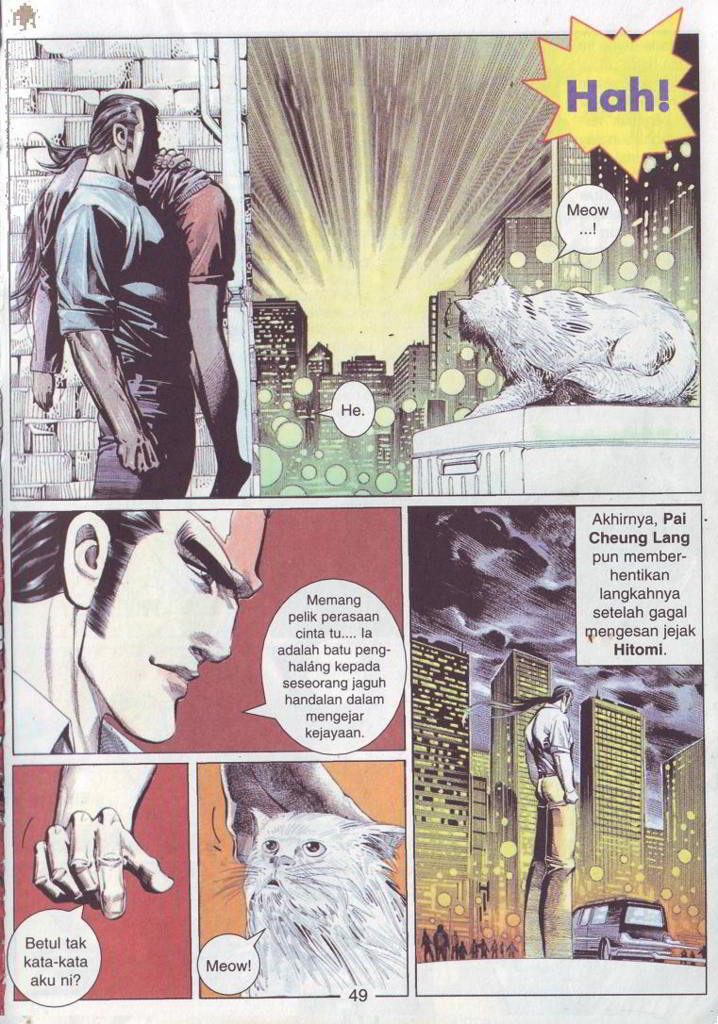 Hah!
Meow
...!
He.
Memang
pelik perasaan
cinta tu.... Ia
adalah batu peng-
haláng kepada
seseorang jaguh
handalan dalam
mengejar
kejayaan.
Akhirnya, Pai
Cheung Lang
pun member-
hentikan
langkahnya
setelah gagal
mengesan jejak
Hitomi.
Betul tak
kata-kata
aku ni?
Meow!
49